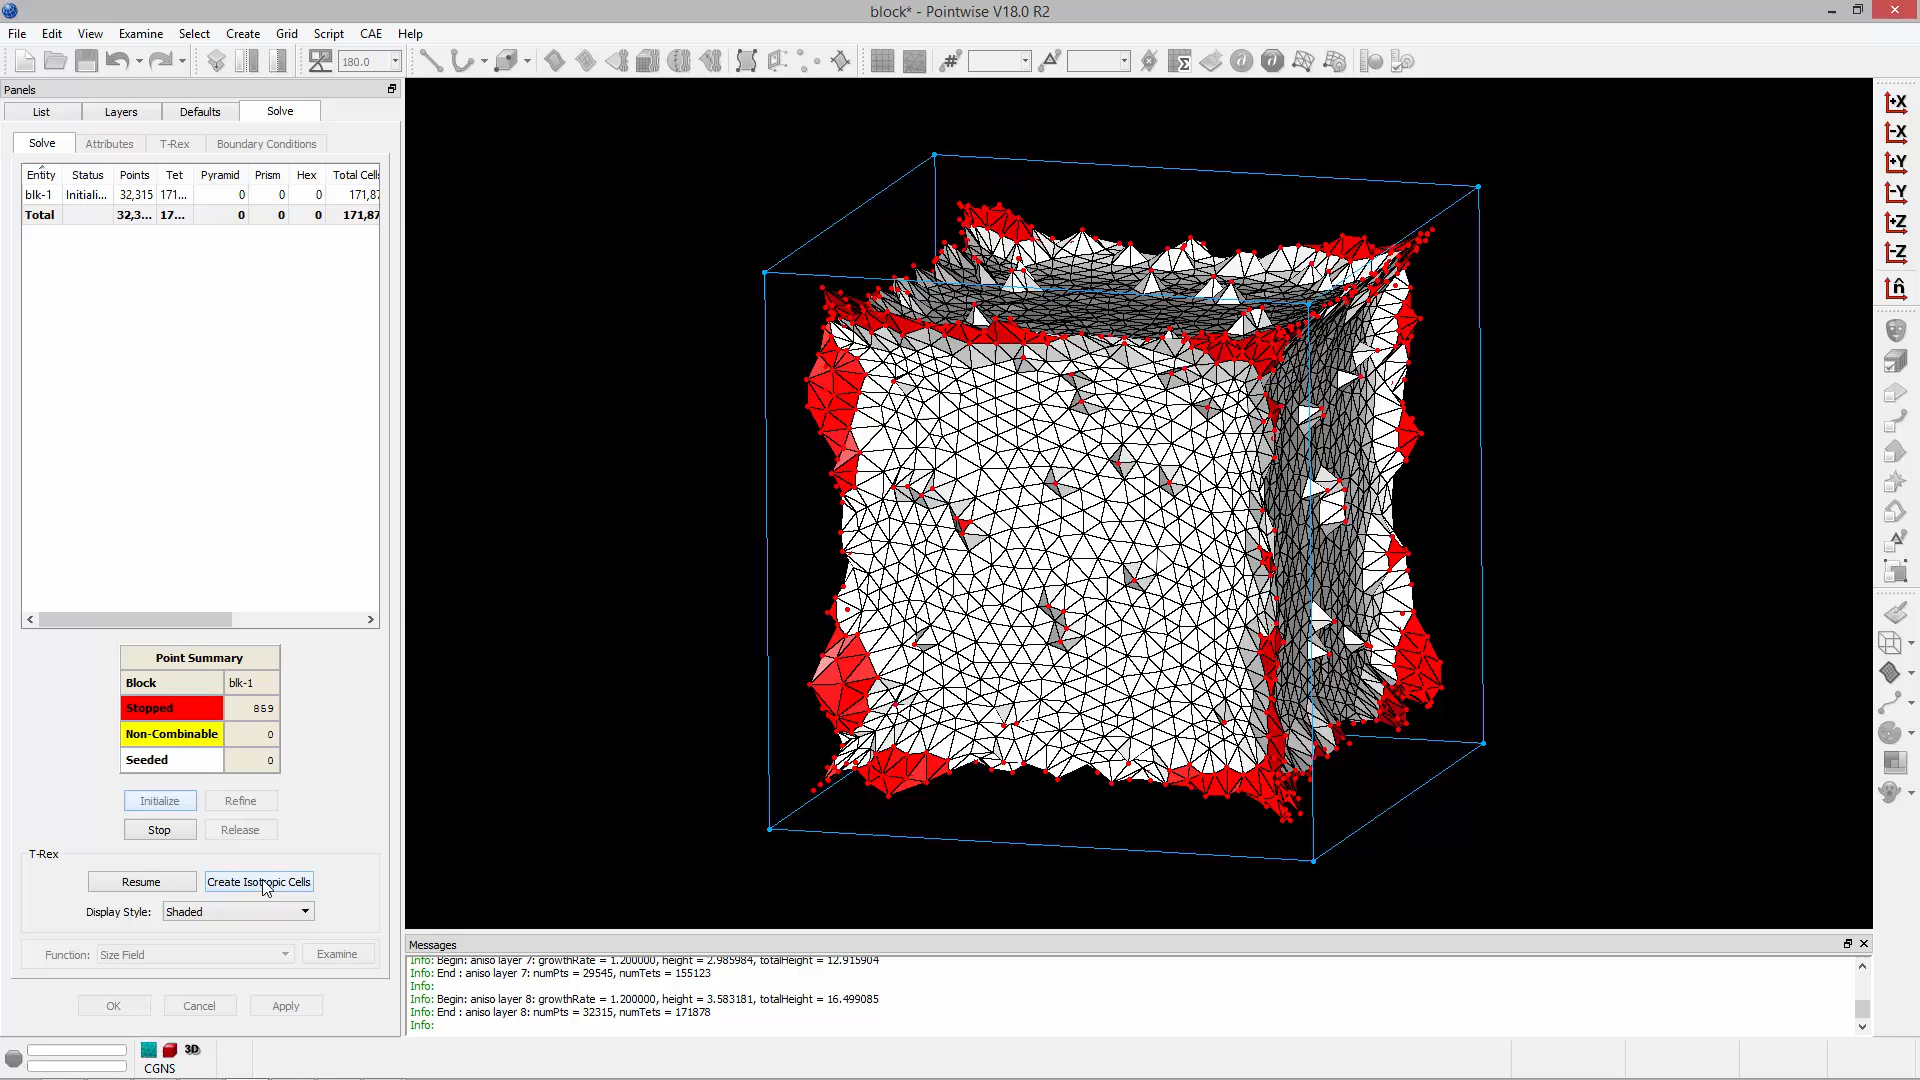 block* - Pointwise V18.0 R2
File Edit View Examine Select Create Grid Script CAE Help
180.0
Panels
List Layers Defaults Solve
Solve Attributes T-Rex Boundary Conditions
Entity Status Points Tet Pyramid Prism Hex Total Cells
blk-1 Initiali... 32,315 171... 0 0 0 171,87
Total 32,3... 17... 0 0 0 171,87
Point Summary
Block blk-1
Stopped 859
Non-Combinable 0
Seeded 0
Initialize Refine
Stop Release
T-Rex
Resume Create Isotropic Cells
Display Style: Shaded
Function: Size Field Examine
OK Cancel Apply
Messages
Info: Begin: aniso layer 7: growthRate = 1.200000, height = 2.985984, totalHeight = 12.915904
Info: End : aniso layer 7: numPts = 29545, numTets = 155123
Info:
Info: Begin: aniso layer 8: growthRate = 1.200000, height = 3.583181, totalHeight = 16.499085
Info: End : aniso layer 8: numPts = 32315, numTets = 171878
Info:
3D
CGNS
+X
-X
+Y
-Y
+Z
-Z
n̂